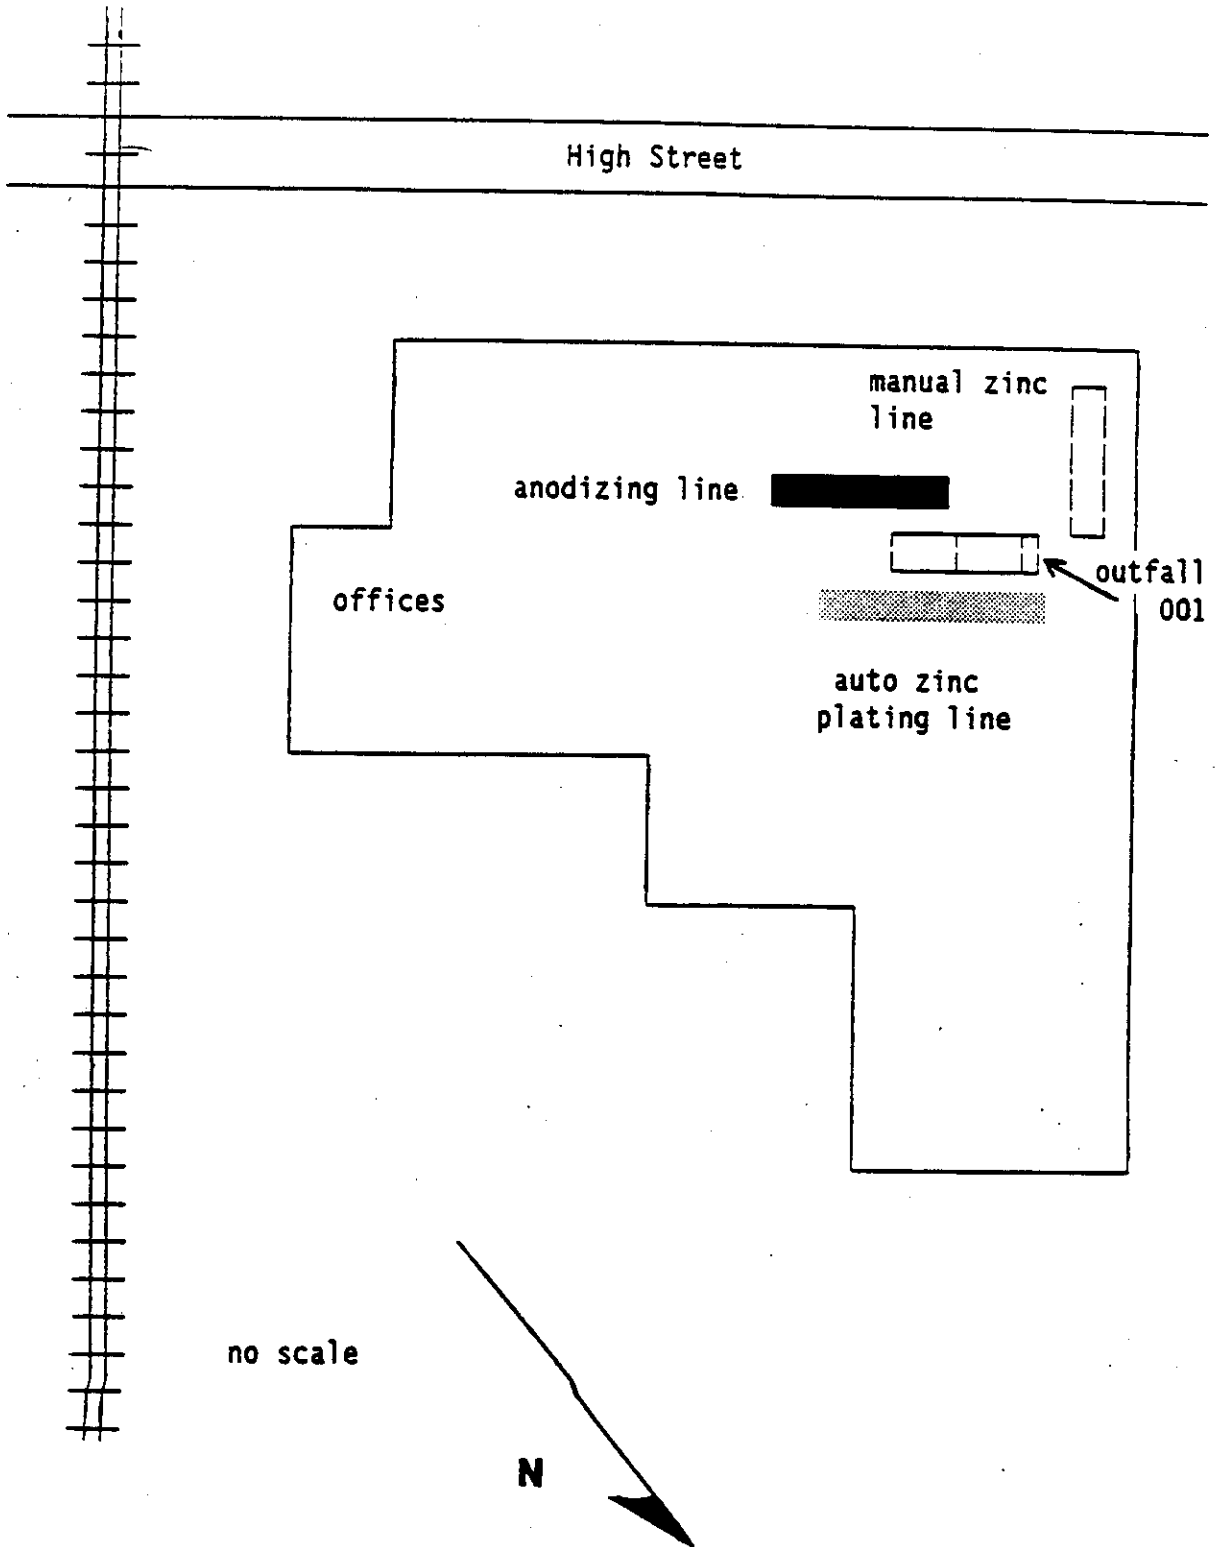 High Street
manual zinc
line
anodizing line
outfall
001
offices
auto zinc
plating line
no scale
N